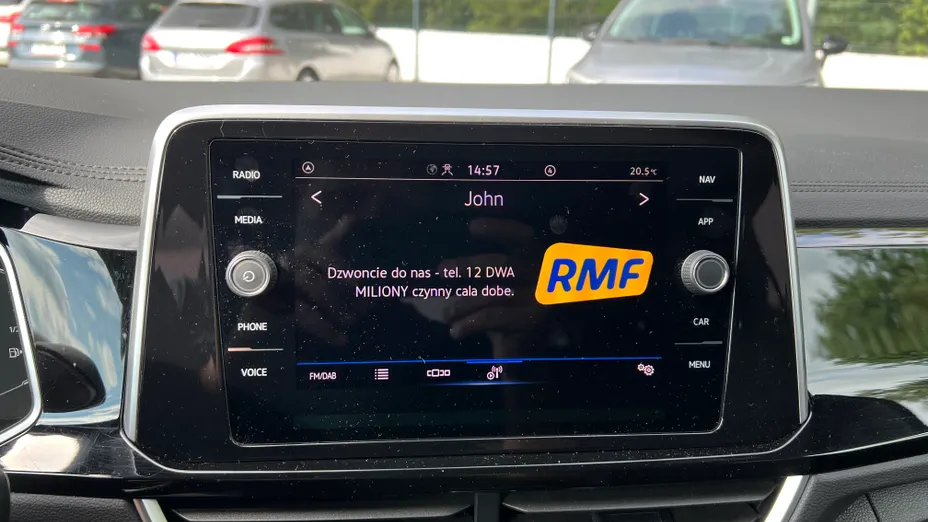 RADIO
MEDIA
PHONE
VOICE
14:57
4
20.5°C
John
Dzwoncie do nas - tel. 12 DWA
MILIONY czynny cala dobe.
RMF
FM/DAB
NAV
APP
CAR
MENU